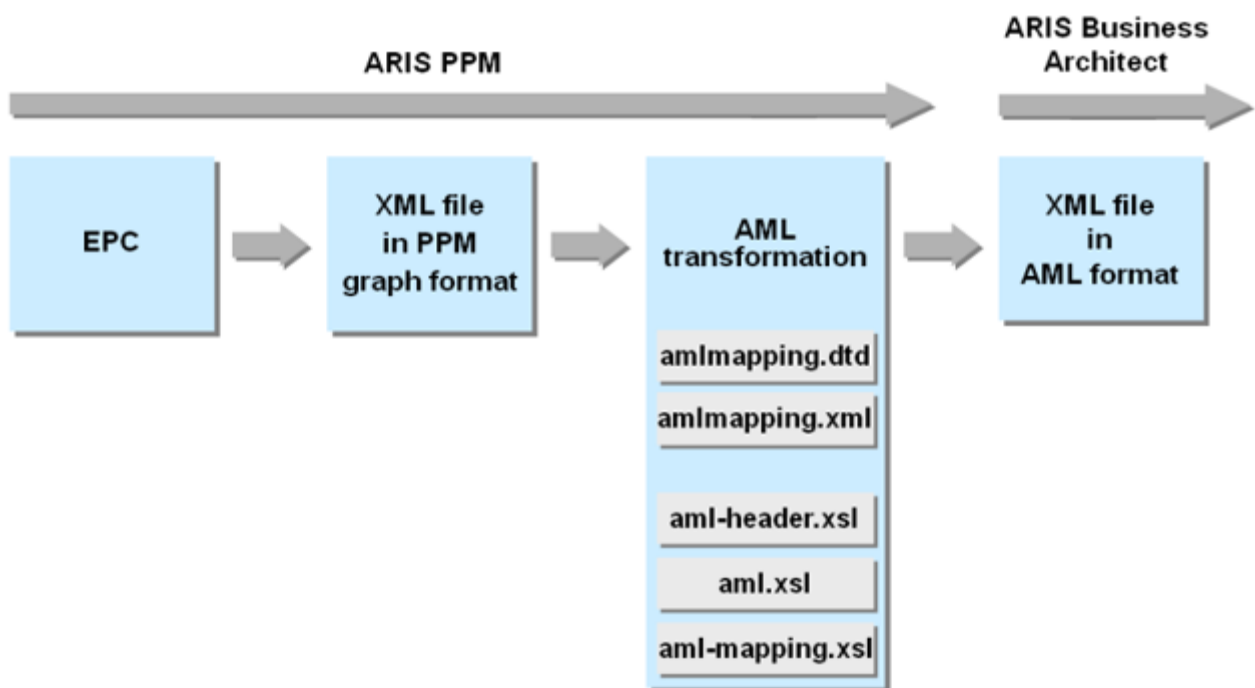 ARIS PPM
ARIS Business
Architect
EPC
XML file
in PPM
graph format
AML
transformation
amlmapping.dtd
amlmapping.xml
aml-header.xsl
aml.xsl
aml-mapping.xsl
XML file
in
AML format